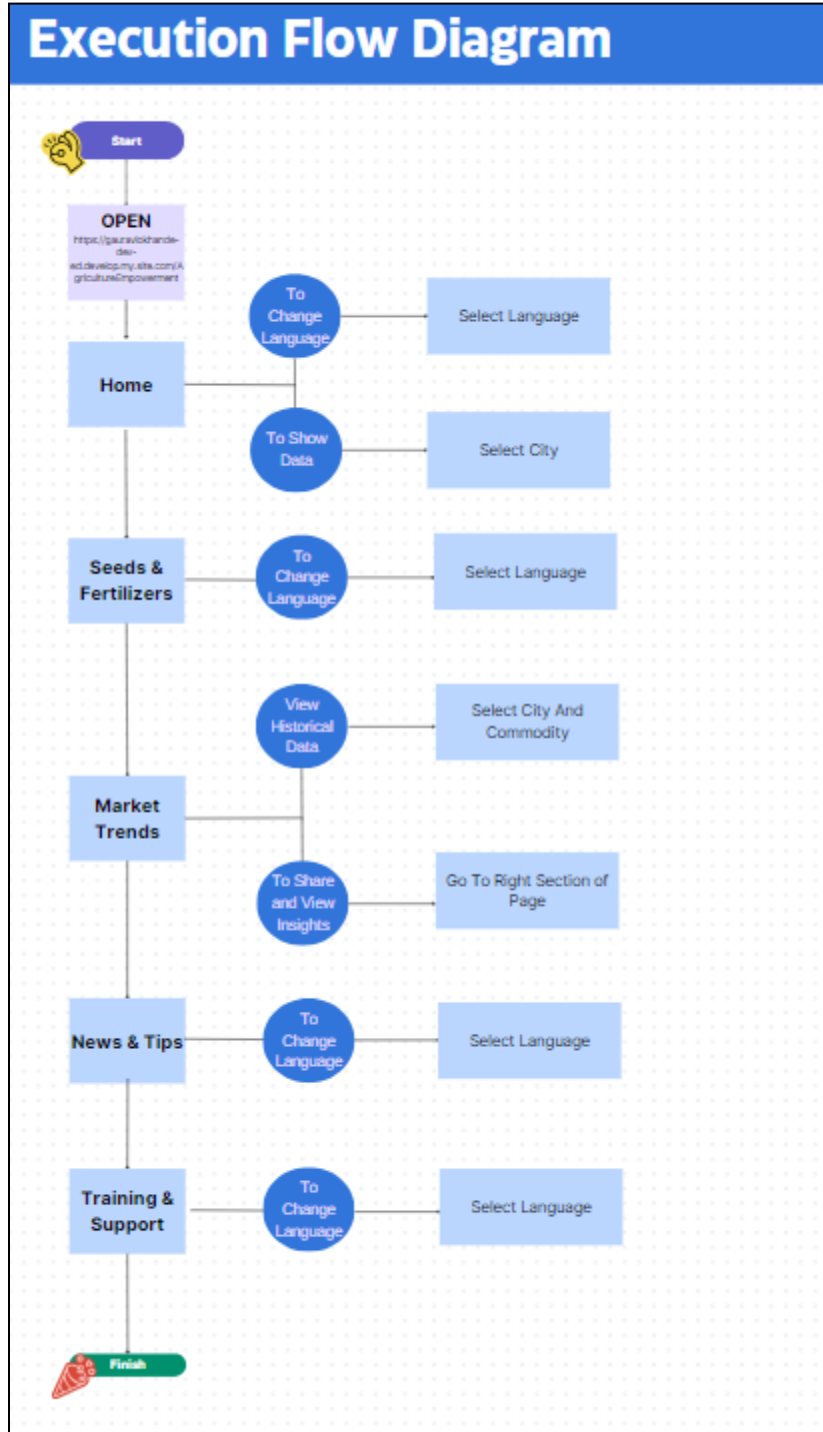 Execution Flow Diagram
Start
OPEN
https://gauravlokhande-
dev-
ed.develop.my.site.com/A
gricultureEmpowerment
To
Change
Language
Select Language
Home
To Show
Data
Select City
Seeds &
Fertilizers
To
Change
Language
Select Language
View
Historical
Data
Select City And
Commodity
Market
Trends
To Share
and View
Insights
Go To Right Section of
Page
News & Tips
To
Change
Language
Select Language
Training &
Support
To
Change
Language
Select Language
Finish